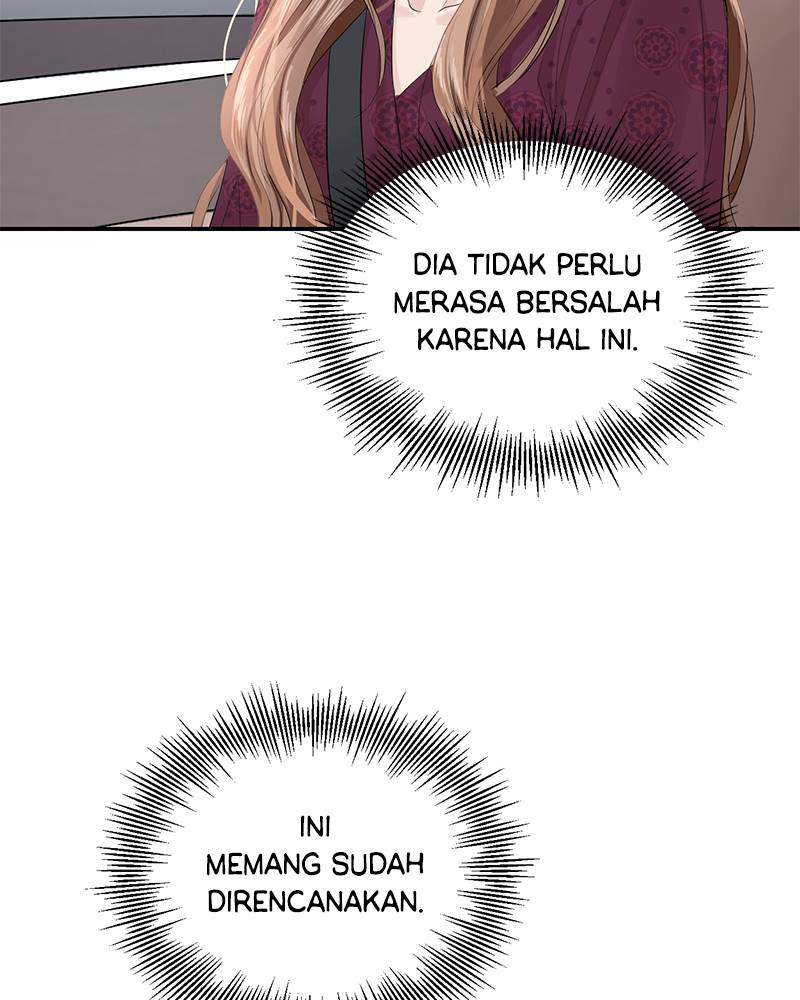 DIA TIDAK PERLU
MERASA BERSALAH
KARENA HAL INI.
INI
MEMANG SUDAH
DIRENCANAKAN.